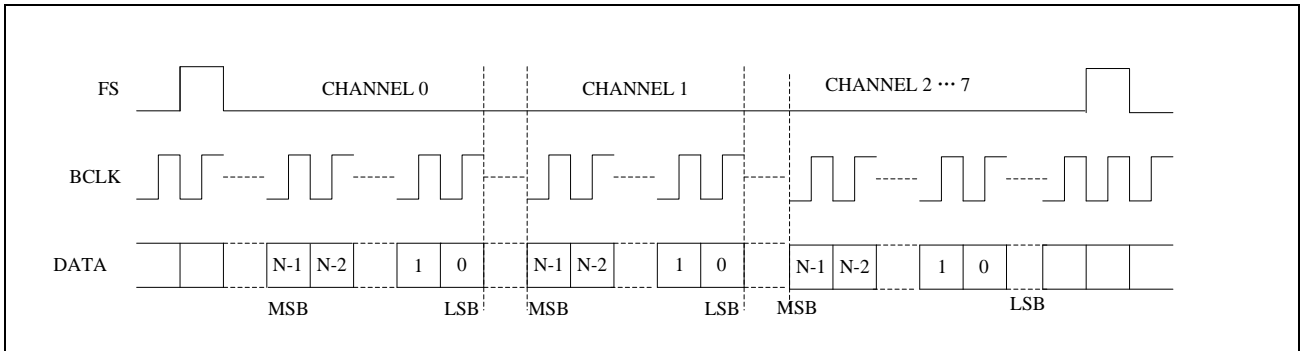 FS CHANNEL 0 CHANNEL 1 CHANNEL 2 ⋯ 7
BCLK
DATA N-1 N-2 1 0 N-1 N-2 1 0 N-1 N-2 1 0
MSB LSB MSB LSB MSB LSB